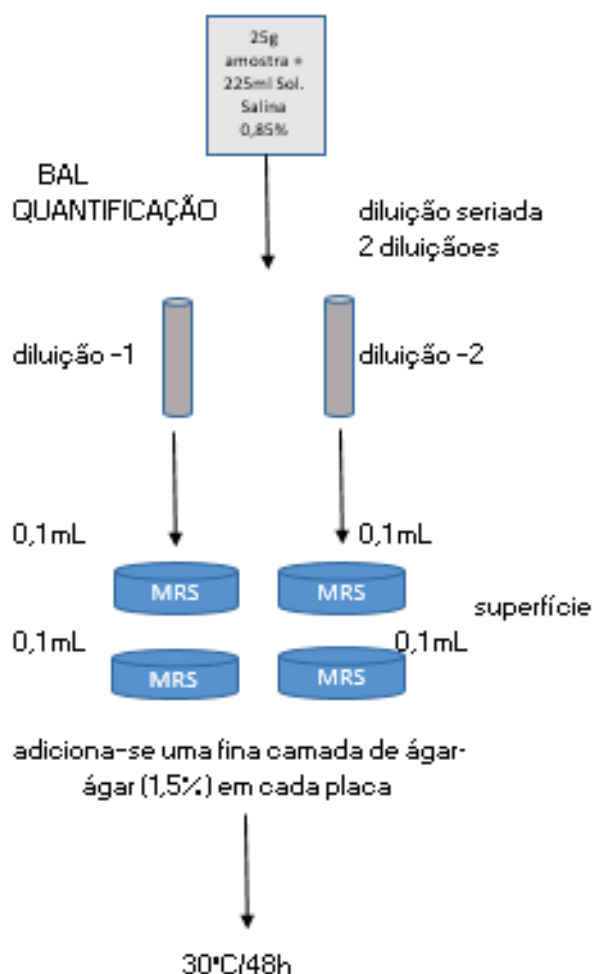 25g
amostra +
225ml Sol.
Salina
0,85%
BAL
QUANTIFICAÇÃO
diluição seriada
2 diluiçãoes
diluição -1
diluição -2
0,1mL
0,1mL
MRS
MRS
superfície
0,1mL
0,1mL
MRS
MRS
adiciona-se uma fina camada de ágar-
ágar (1,5%) em cada placa
30°C/48h